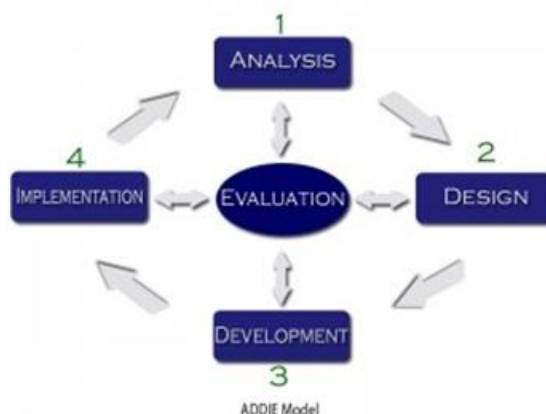 1
ANALYSIS
2
DESIGN
3
DEVELOPMENT
4
IMPLEMENTATION
EVALUATION
ADDIE Model